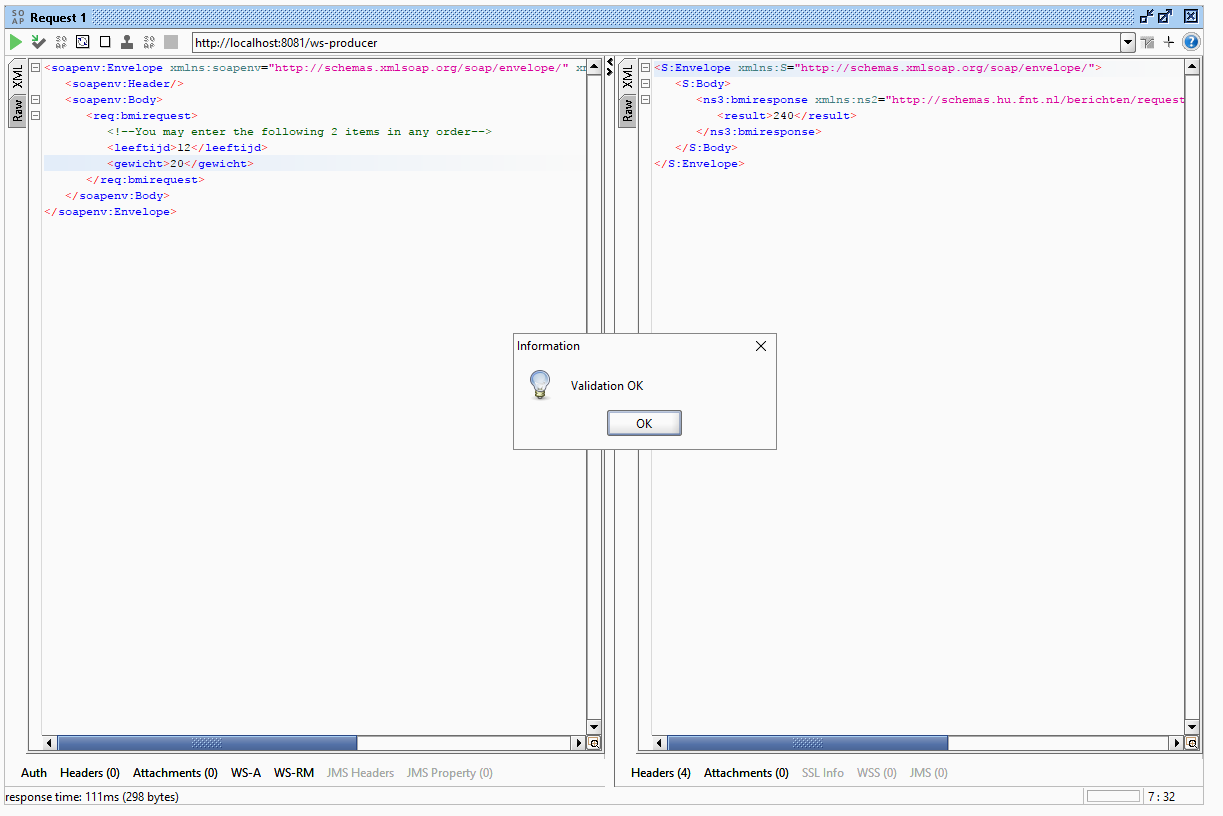 SO AP Request 1
http://localhost:8081/ws-producer
XML
Raw
<soapenv:Envelope xmlns:soapenv="http://schemas.xmlsoap.org/soap/envelope/" xm
<soapenv:Header/>
<soapenv:Body>
<req:bmirequest>
<!--You may enter the following 2 items in any order-->
<leeftijd>12</leeftijd>
<gewicht>20</gewicht>
</req:bmirequest>
</soapenv:Body>
</soapenv:Envelope>
XML
Raw
<S:Envelope xmlns:S="http://schemas.xmlsoap.org/soap/envelope/">
<S:Body>
<ns3:bmiresponse xmlns:ns2="http://schemas.hu.fnt.nl/berichten/request
<result>240</result>
</ns3:bmiresponse>
</S:Body>
</S:Envelope>
Information
Validation OK
OK
Auth Headers (0) Attachments (0) WS-A WS-RM JMS Headers JMS Property (0)
Headers (4) Attachments (0) SSL Info WSS (0) JMS (0)
response time: 111ms (298 bytes)
7 : 32